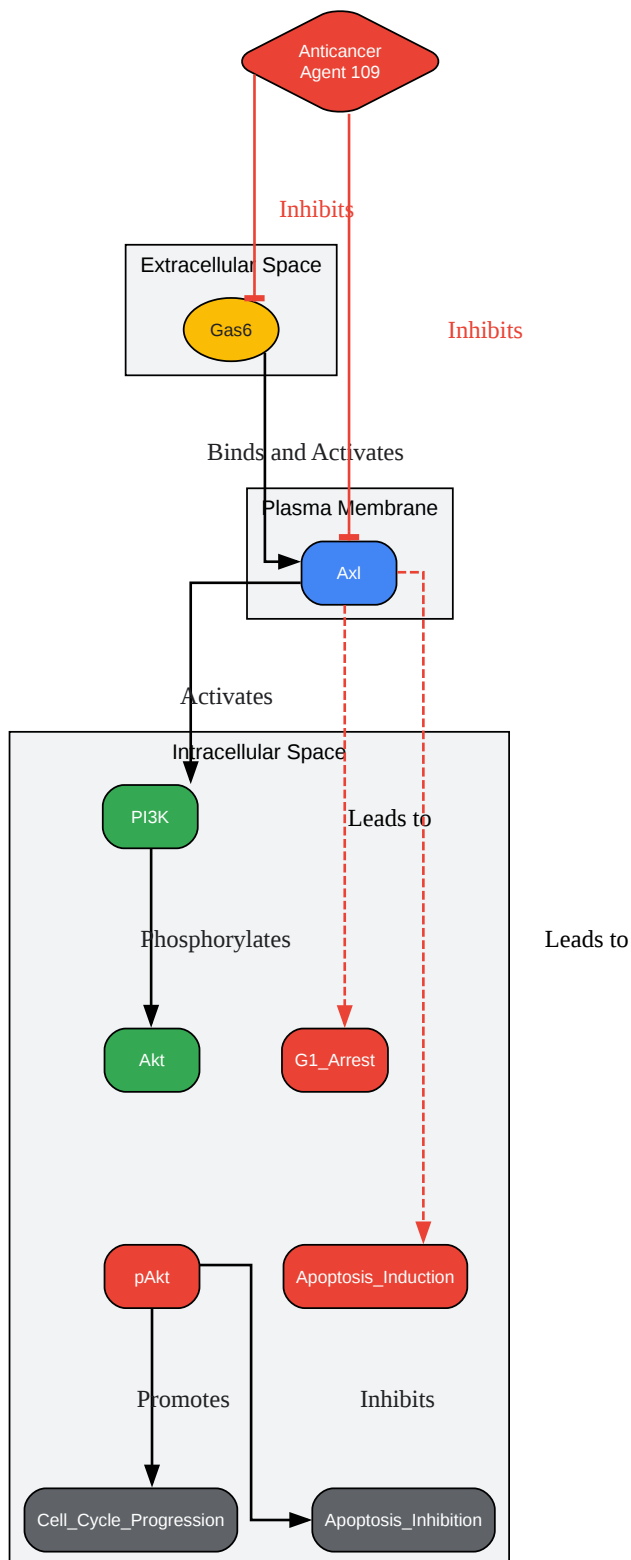 Anticancer
Agent 109
Inhibits
Extracellular Space
Gas6
Inhibits
Binds and Activates
Plasma Membrane
Axl
Activates
Intracellular Space
PI3K
Leads to
Phosphorylates
Leads to
Akt
G1_Arrest
pAkt
Apoptosis_Induction
Promotes
Inhibits
Cell_Cycle_Progression
Apoptosis_Inhibition